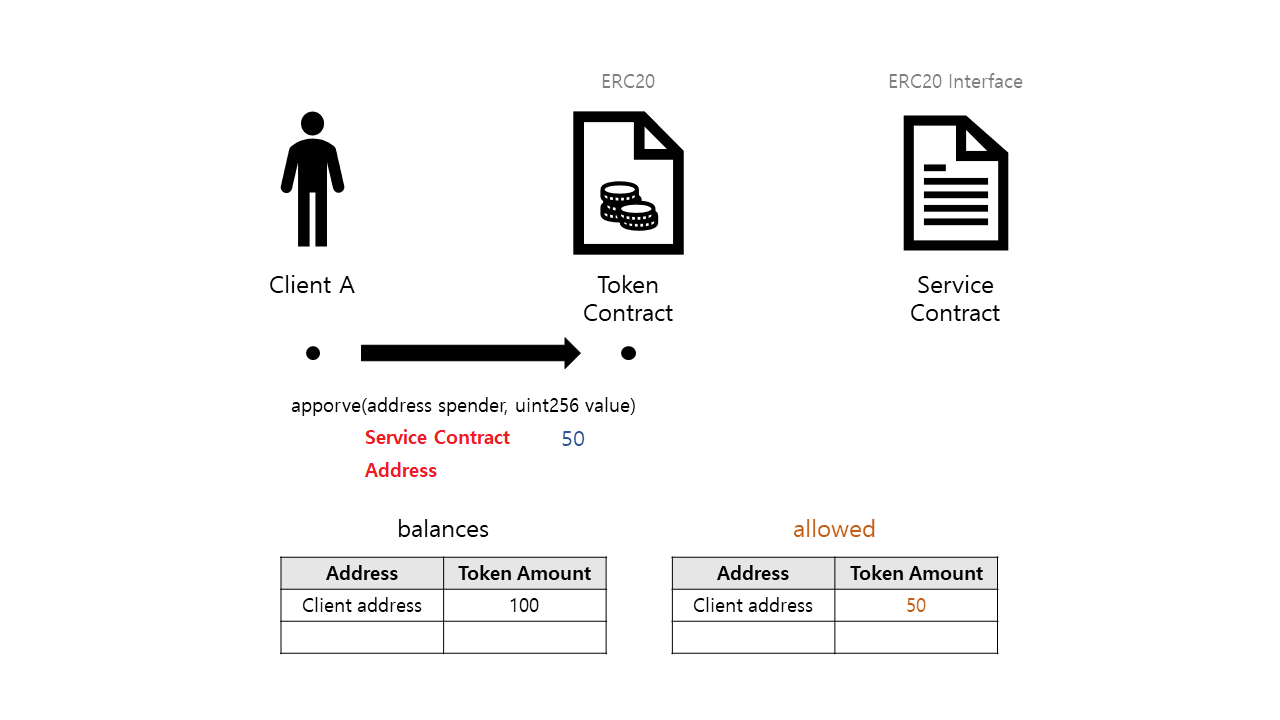 ERC20
ERC20 Interface
Client A
Token
Contract
Service
Contract
apporve(address spender, uint256 value)
Service Contract
Address
50
balances
Address Token Amount
Client address 100
allowed
Address Token Amount
Client address 50